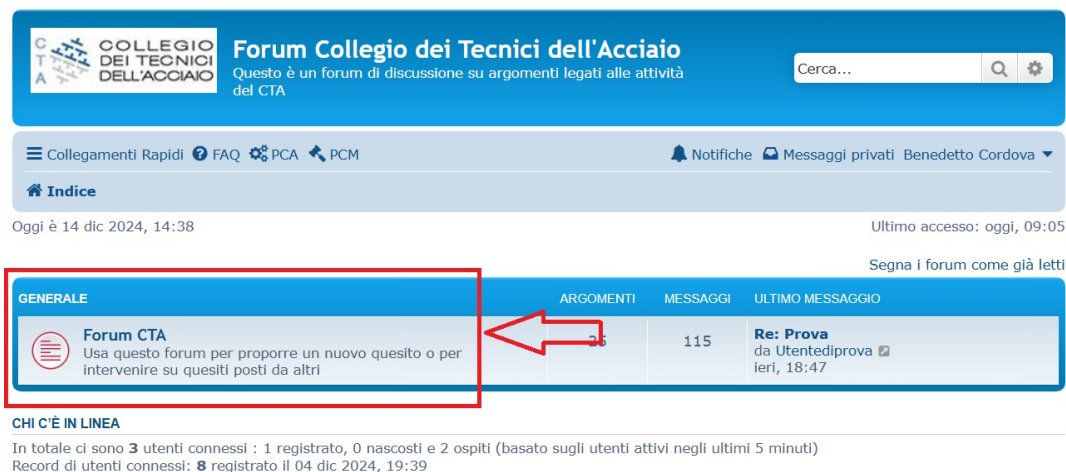 C T A
COLLEGIO
DEI TECNICI
DELL'ACCIAIO
Forum Collegio dei Tecnici dell'Acciaio
Questo è un forum di discussione su argomenti legati alle attività
del CTA
Cerca...
Collegamenti Rapidi FAQ PCA PCM
Notifiche Messaggi privati Benedetto Cordova
Indice
Oggi è 14 dic 2024, 14:38
Ultimo accesso: oggi, 09:05
Segna i forum come già letti
GENERALE ARGOMENTI MESSAGGI ULTIMO MESSAGGIO
Forum CTA
Usa questo forum per proporre un nuovo quesito o per
intervenire su quesiti posti da altri
115
Re: Prova
da Utentediprova
ieri, 18:47
CHI C'È IN LINEA
In totale ci sono 3 utenti connessi : 1 registrato, 0 nascosti e 2 ospiti (basato sugli utenti attivi negli ultimi 5 minuti)
Record di utenti connessi: 8 registrato il 04 dic 2024, 19:39